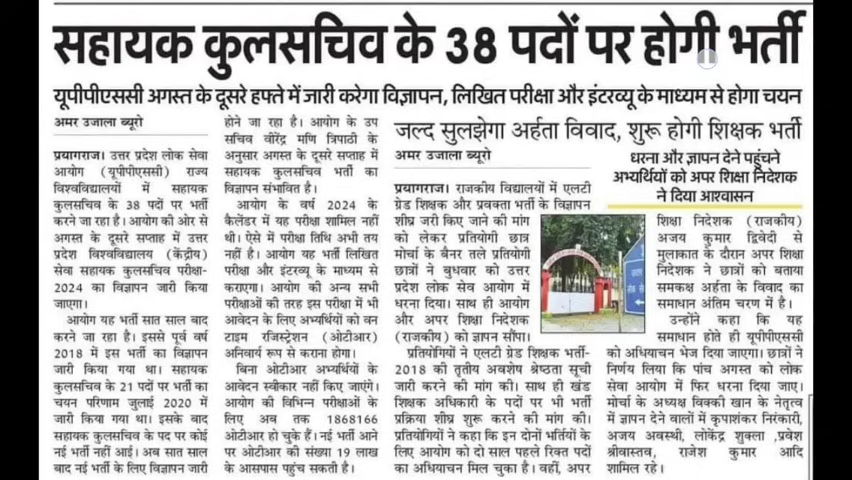 सहायक कुलसचिव के 38 पदों पर होगी भर्ती
यूपीपीएससी अगस्त के दूसरे हफ्ते में जारी करेगा विज्ञापन, लिखित परीक्षा और इंटरव्यू के माध्यम से होगा चयन
अमर उजाला ब्यूरो
प्रयागराज। उत्तर प्रदेश लोक सेवा
आयोग (यूपीपीएससी) राज्य
विश्वविद्यालयों में सहायक
कुलसचिव के 38 पदों पर भर्ती
करने जा रहा है। आयोग की ओर से
अगस्त के दूसरे सप्ताह में उत्तर
प्रदेश विश्वविद्यालय (केंद्रीय)
सेवा सहायक कुलसचिव परीक्षा-
2024 का विज्ञापन जारी किया
जाएगा।
आयोग यह भर्ती सात साल बाद
करने जा रहा है। इससे पूर्व वर्ष
2018 में इस भर्ती का विज्ञापन
जारी किया गया था। सहायक
कुलसचिव के 21 पदों पर भर्ती का
चयन परिणाम जुलाई 2020 में
जारी किया गया था। इसके बाद
सहायक कुलसचिव के पद पर कोई
नई भर्ती नहीं आई। अब सात साल
बाद नई भर्ती के लिए विज्ञापन जारी
होने जा रहा है। आयोग के उप
सचिव वीरेंद्र मणि त्रिपाठी के
अनुसार अगस्त के दूसरे सप्ताह में
सहायक कुलसचिव भर्ती का
विज्ञापन संभावित है।
आयोग के वर्ष 2024 के
कैलेंडर में यह परीक्षा शामिल नहीं
थी। ऐसे में परीक्षा तिथि अभी तय
नहीं है। आयोग यह भर्ती लिखित
परीक्षा और इंटरव्यू के माध्यम से
कराएगा। आयोग की अन्य सभी
परीक्षाओं की तरह इस परीक्षा में भी
आवेदन के लिए अभ्यर्थियों को वन
टाइम रजिस्ट्रेशन (ओटीआर)
अनिवार्य रूप से कराना होगा।
बिना ओटीआर अभ्यर्थियों के
आवेदन स्वीकार नहीं किए जाएंगे।
आयोग की विभिन्न परीक्षाओं के
लिए अब तक 1868166
ओटीआर हो चुके हैं। नई भर्ती आने
पर ओटीआर की संख्या 19 लाख
के आसपास पहुंच सकती है।
जल्द सुलझेगा अर्हता विवाद, शुरू होगी शिक्षक भर्ती
अमर उजाला ब्यूरो
धरना और ज्ञापन देने पहुंचने
अभ्यर्थियों को अपर शिक्षा निदेशक
ने दिया आश्वासन
प्रयागराज। राजकीय विद्यालयों में एलटी
ग्रेड शिक्षक और प्रवक्ता भर्ती के विज्ञापन
शीघ्र जारी किए जाने की मांग
को लेकर प्रतियोगी छात्र
मोर्चा के बैनर तले प्रतियोगी
छात्रों ने बुधवार को उत्तर
प्रदेश लोक सेवा आयोग में
धरना दिया। साथ ही आयोग
और अपर शिक्षा निदेशक
(राजकीय) को ज्ञापन सौंपा।
प्रतियोगियों ने एलटी ग्रेड शिक्षक भर्ती-
2018 की तृतीय अवशेष श्रेष्ठता सूची
जारी करने की मांग की। साथ ही खंड
शिक्षक अधिकारी के पदों पर भी भर्ती
प्रक्रिया शीघ्र शुरू करने की मांग की।
प्रतियोगियों ने कहा कि इन दोनों भर्तियों के
लिए आयोग को दो साल पहले रिक्त पदों
का अधियाचन मिल चुका है। वहीं, अपर
शिक्षा निदेशक (राजकीय)
अजय कुमार द्विवेदी से
मुलाकात के दौरान अपर शिक्षा
निदेशक ने छात्रों को बताया
समकक्ष अर्हता के विवाद का
समाधान अंतिम चरण में है।
उन्होंने कहा कि यह
समाधान होते ही यूपीपीएससी
को अधियाचन भेज दिया जाएगा। छात्रों ने
निर्णय लिया कि पांच अगस्त को लोक
सेवा आयोग में फिर धरना दिया जाए।
मोर्चा के अध्यक्ष विक्की खान के नेतृत्व
में ज्ञापन देने वालों में कृपाशंकर निरंकारी,
अजय अवस्थी, लोकेंद्र शुक्ला ,प्रवेश
श्रीवास्तव, राजेश कुमार आदि
शामिल रहे।